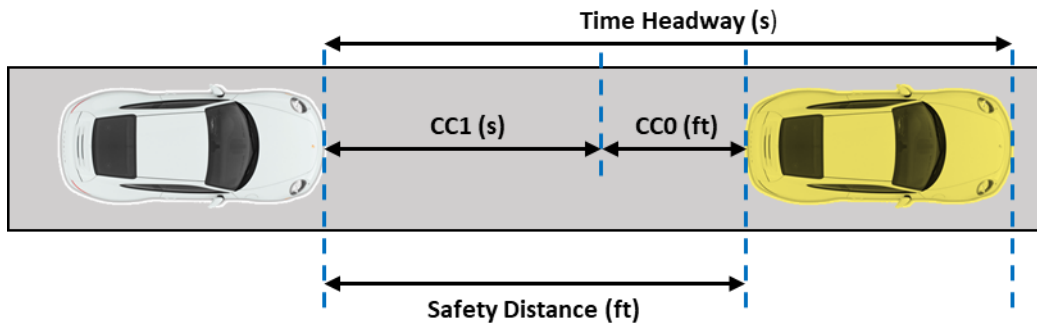 Time Headway (s)
CC1 (s)
CC0 (ft)
Safety Distance (ft)